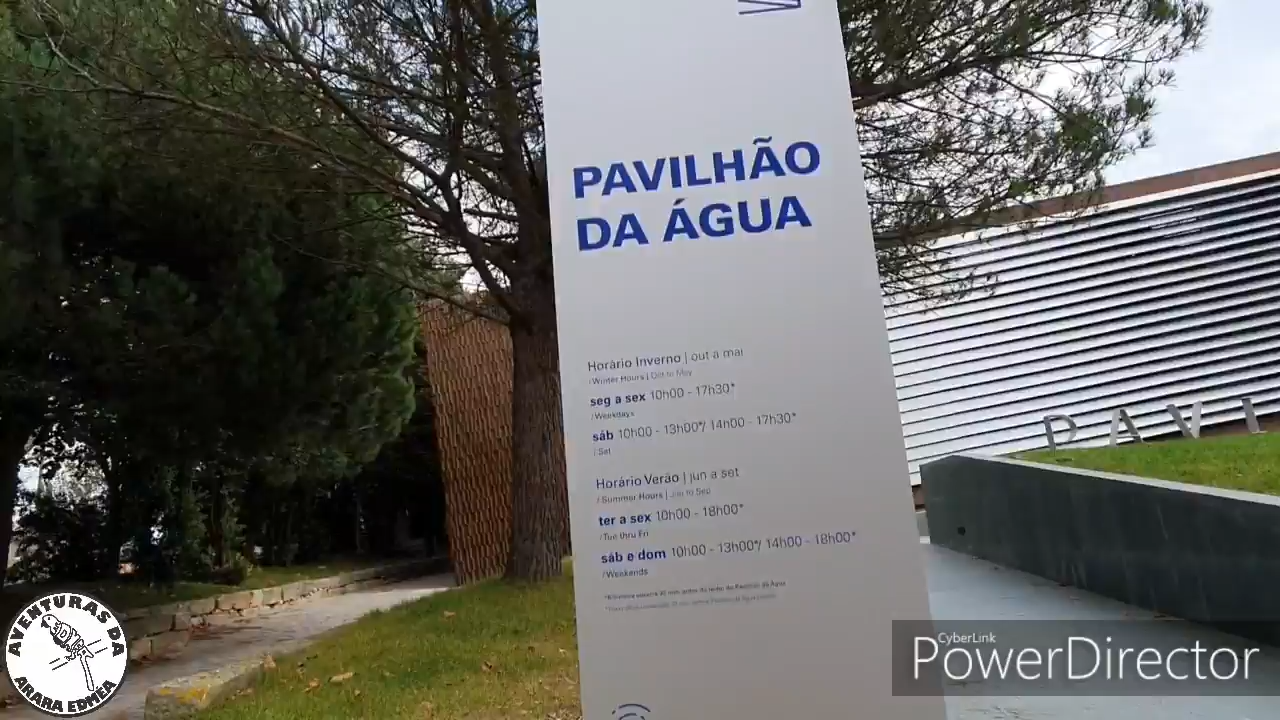 PAVILHÃO
DA ÁGUA
Horário Inverno | out a mai
/Winter Hours | Oct to May
seg a sex 10h00 - 17h30*
/Weekdays
sáb 10h00 - 13h00*/ 14h00 - 17h30*
/Sat
Horário Verão | jun a set
/Summer Hours | Jun to Sep
ter a sex 10h00 - 18h00*
/Tue thru Fri
sáb e dom 10h00 - 13h00*/ 14h00 - 18h00*
/Weekends
PAVI
AVENTURAS DA
ARARA EDMEA
CyberLink
PowerDirector